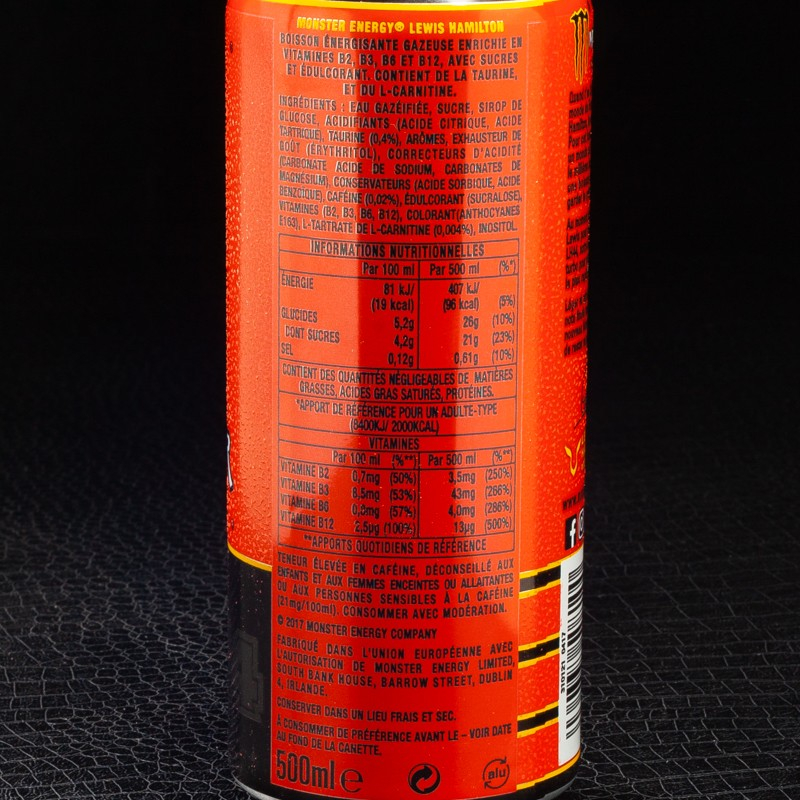 MONSTER ENERGY® LEWIS HAMILTON
BOISSON ÉNERGISANTE GAZEUSE ENRICHIE EN
VITAMINES B2, B3, B6 ET B12, AVEC SUCRES
ET ÉDULCORANT. CONTIENT DE LA TAURINE,
ET DU L-CARNITINE.
INGRÉDIENTS : EAU GAZÉIFIÉE, SUCRE, SIROP DE
GLUCOSE, ACIDIFIANTS (ACIDE CITRIQUE, ACIDE
TARTRIQUE), TAURINE (0,4%), ARÔMES, EXHAUSTEUR DE
GOÛT (ÉRYTHRITOL), CORRECTEURS D'ACIDITÉ
(CARBONATE ACIDE DE SODIUM, CARBONATES DE
MAGNÉSIUM), CONSERVATEURS (ACIDE SORBIQUE, ACIDE
BENZOÏQUE), CAFÉINE (0,02%), ÉDULCORANT (SUCRALOSE),
VITAMINES (B2, B3, B6, B12), COLORANT(ANTHOCYANES
E163), L-TARTRATE DE L-CARNITINE (0,004%), INOSITOL.
INFORMATIONS NUTRITIONNELLES
Par 100 ml Par 500 ml (%*)
ÉNERGIE 81 kJ/ 407 kJ/
(19 kcal) (96 kcal) (5%)
GLUCIDES 5,2g 26g (10%)
DONT SUCRES 4,2g 21g (23%)
SEL 0,12g 0,61g (10%)
CONTIENT DES QUANTITÉS NÉGLIGEABLES DE MATIÈRES
GRASSES, ACIDES GRAS SATURÉS, PROTÉINES.
*APPORT DE RÉFÉRENCE POUR UN ADULTE-TYPE
(8400KJ/ 2000KCAL)
VITAMINES
Par 100 ml (%**) Par 500 ml (%**)
VITAMINE B2 0,7mg (50%) 3,5mg (250%)
VITAMINE B3 8,5mg (53%) 43mg (266%)
VITAMINE B6 0,8mg (57%) 4,0mg (286%)
VITAMINE B12 2,5µg (100%) 13µg (500%)
**APPORTS QUOTIDIENS DE RÉFÉRENCE
TENEUR ÉLEVÉE EN CAFÉINE, DÉCONSEILLÉ AUX
ENFANTS ET AUX FEMMES ENCEINTES OU ALLAITANTES
OU AUX PERSONNES SENSIBLES À LA CAFÉINE
(21mg/100ml). CONSOMMER AVEC MODÉRATION.
© 2017 MONSTER ENERGY COMPANY
FABRIQUÉ DANS L'UNION EUROPÉENNE AVEC
L'AUTORISATION DE MONSTER ENERGY LIMITED,
SOUTH BANK HOUSE, BARROW STREET, DUBLIN
4, IRLANDE.
CONSERVER DANS UN LIEU FRAIS ET SEC.
À CONSOMMER DE PRÉFÉRENCE AVANT LE – VOIR DATE
AU FOND DE LA CANETTE.
500ml e
alu
310121 0417